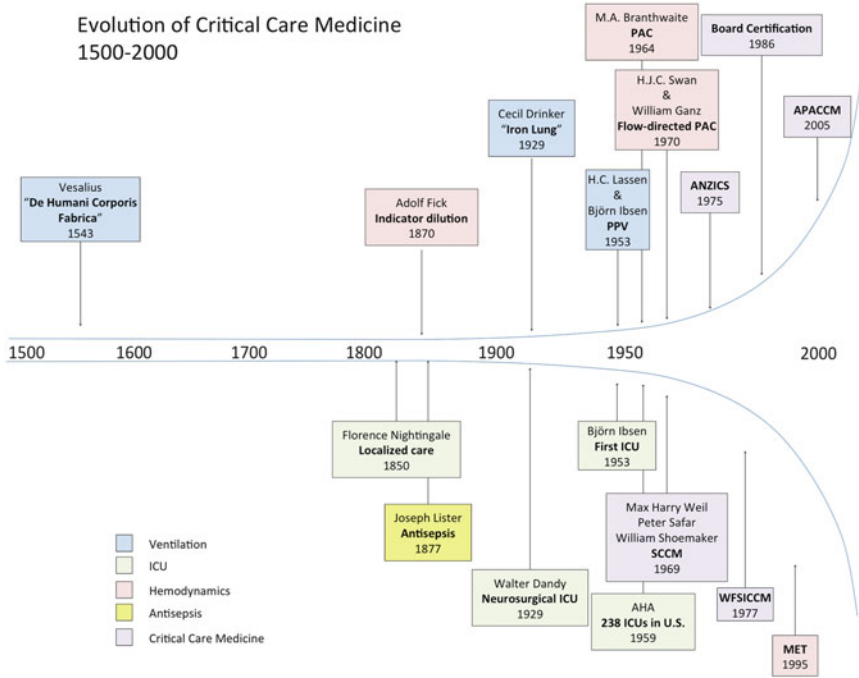 Evolution of Critical Care Medicine
1500-2000
M.A. Branthwaite
PAC
1964
Board Certification
1986
H.J.C. Swan
&
William Ganz
Flow-directed PAC
1970
APACCM
2005
Cecil Drinker
"Iron Lung"
1929
Vesalius
"De Humani Corporis
Fabrica"
1543
Adolf Fick
Indicator dilution
1870
H.C. Lassen
&
Björn Ibsen
PPV
1953
ANZICS
1975
1500 1600 1700 1800 1900 1950 2000
Florence Nightingale
Localized care
1850
Björn Ibsen
First ICU
1953
Joseph Lister
Antisepsis
1877
Max Harry Weil
Peter Safar
William Shoemaker
SCCM
1969
Walter Dandy
Neurosurgical ICU
1929
AHA
238 ICUs in U.S.
1959
WFSICCM
1977
MET
1995
Ventilation
ICU
Hemodynamics
Antisepsis
Critical Care Medicine